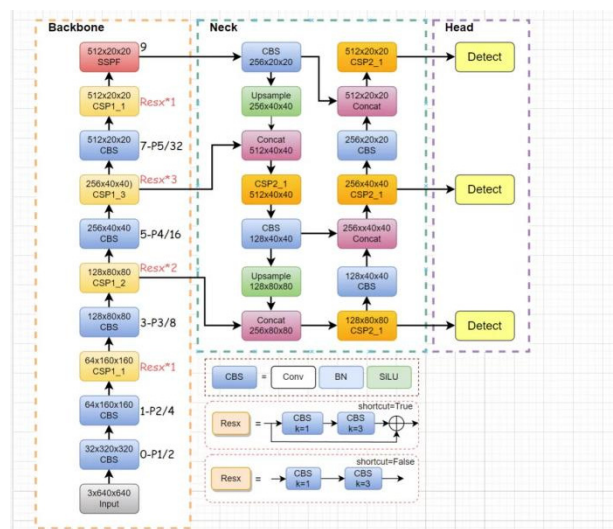 Backbone
512x20x20
SSPF
9
512x20x20
CSP1_1
Resx*1
512x20x20
CBS
7-P5/32
256x40x40)
CSP1_3
Resx*3
256x40x40
CBS
5-P4/16
128x80x80
CSP1_2
Resx*2
128x80x80
CBS
3-P3/8
64x160x160
CSP1_1
Resx*1
64x160x160
CBS
1-P2/4
32x320x320
CBS
0-P1/2
3x640x640
Input
Neck
CBS
256x20x20
Upsample
256x40x40
Concat
512x40x40
CSP2_1
512x40x40
CBS
128x40x40
Upsample
128x80x80
Concat
256x80x80
512x20x20
CSP2_1
512x20x20
Concat
256x20x20
CBS
256x40x40
CSP2_1
256xx40x40
Concat
128x40x40
CBS
128x80x80
CSP2_1
Head
Detect
Detect
Detect
CBS
=
Conv
BN
SiLU
shortcut=True
Resx
=
CBS
k=1
CBS
k=3
shortcut=False
Resx
=
CBS
k=1
CBS
k=3